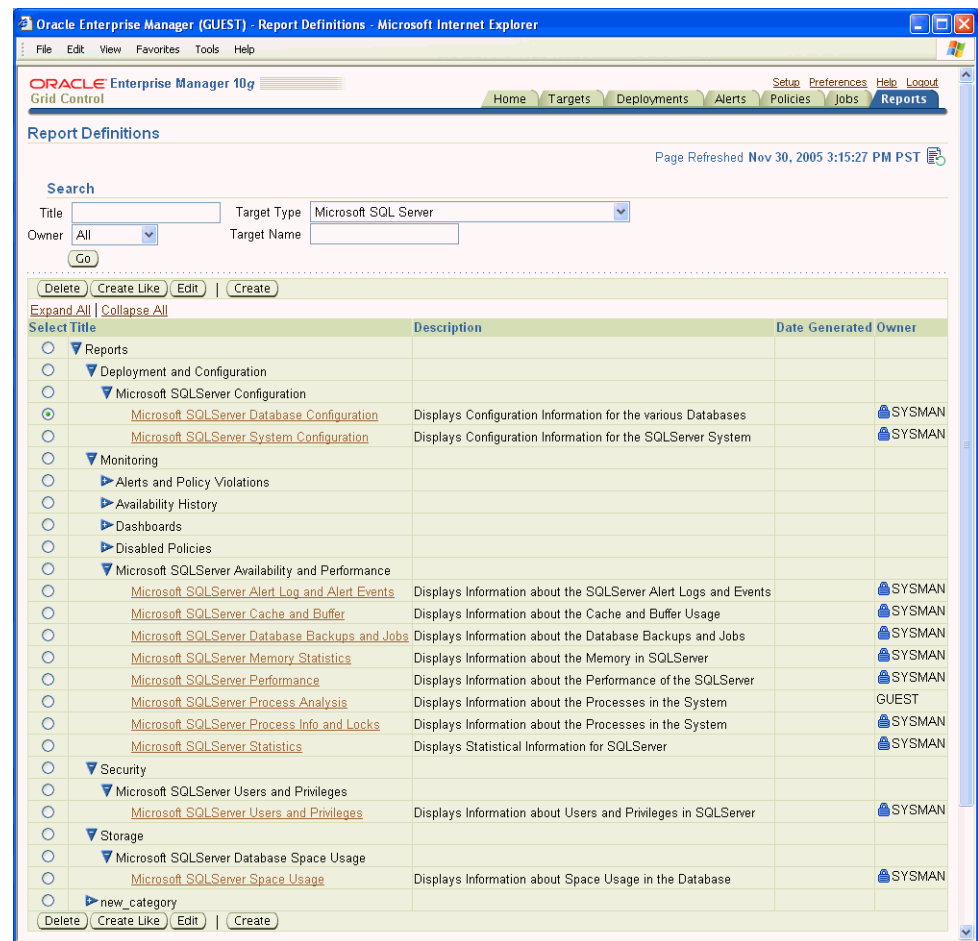 Oracle Enterprise Manager (GUEST) - Report Definitions - Microsoft Internet Explorer
File Edit View Favorites Tools Help
ORACLE Enterprise Manager 10g
Grid Control
Setup Preferences Help Logout
Home Targets Deployments Alerts Policies Jobs Reports
Report Definitions
Page Refreshed Nov 30, 2005 3:15:27 PM PST
Search
Title Target Type Microsoft SQL Server
Owner All Target Name
Go
Delete Create Like Edit | Create
Expand All | Collapse All
Select Title Description Date Generated Owner
Reports
Deployment and Configuration
Microsoft SQLServer Configuration
Microsoft SQLServer Database Configuration Displays Configuration Information for the various Databases SYSMAN
Microsoft SQLServer System Configuration Displays Configuration Information for the SQLServer System SYSMAN
Monitoring
Alerts and Policy Violations
Availability History
Dashboards
Disabled Policies
Microsoft SQLServer Availability and Performance
Microsoft SQLServer Alert Log and Alert Events Displays Information about the SQLServer Alert Logs and Events SYSMAN
Microsoft SQLServer Cache and Buffer Displays Information about the Cache and Buffer Usage SYSMAN
Microsoft SQLServer Database Backups and Jobs Displays Information about the Database Backups and Jobs SYSMAN
Microsoft SQLServer Memory Statistics Displays Information about the Memory in SQLServer SYSMAN
Microsoft SQLServer Performance Displays Information about the Performance of the SQLServer SYSMAN
Microsoft SQLServer Process Analysis Displays Information about the Processes in the System GUEST
Microsoft SQLServer Process Info and Locks Displays Information about the Processes in the System SYSMAN
Microsoft SQLServer Statistics Displays Statistical Information for SQLServer SYSMAN
Security
Microsoft SQLServer Users and Privileges
Microsoft SQLServer Users and Privileges Displays Information about Users and Privileges in SQLServer SYSMAN
Storage
Microsoft SQLServer Database Space Usage
Microsoft SQLServer Space Usage Displays Information about Space Usage in the Database SYSMAN
new_category
Delete Create Like Edit | Create